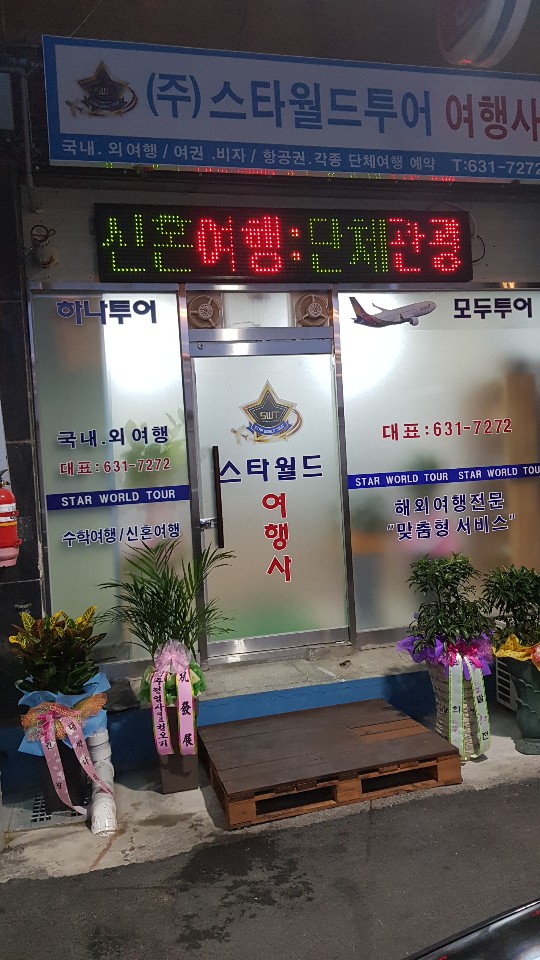 SWT
(주)스타월드투어 여행사
국내.외여행 / 여권.비자 / 항공권.각종 단체여행 예약 T:631-7272
신혼여행:단체관광
하나투어
국내.외여행
대표:631-7272
STAR WORLD TOUR
수학여행/신혼여행
SWT
STAR WORLD TOUR
스타월드
여행사
모두투어
대표:631-7272
STAR WORLD TOUR STAR WORLD TOUR
해외여행전문
"맞춤형 서비스"
祝發展